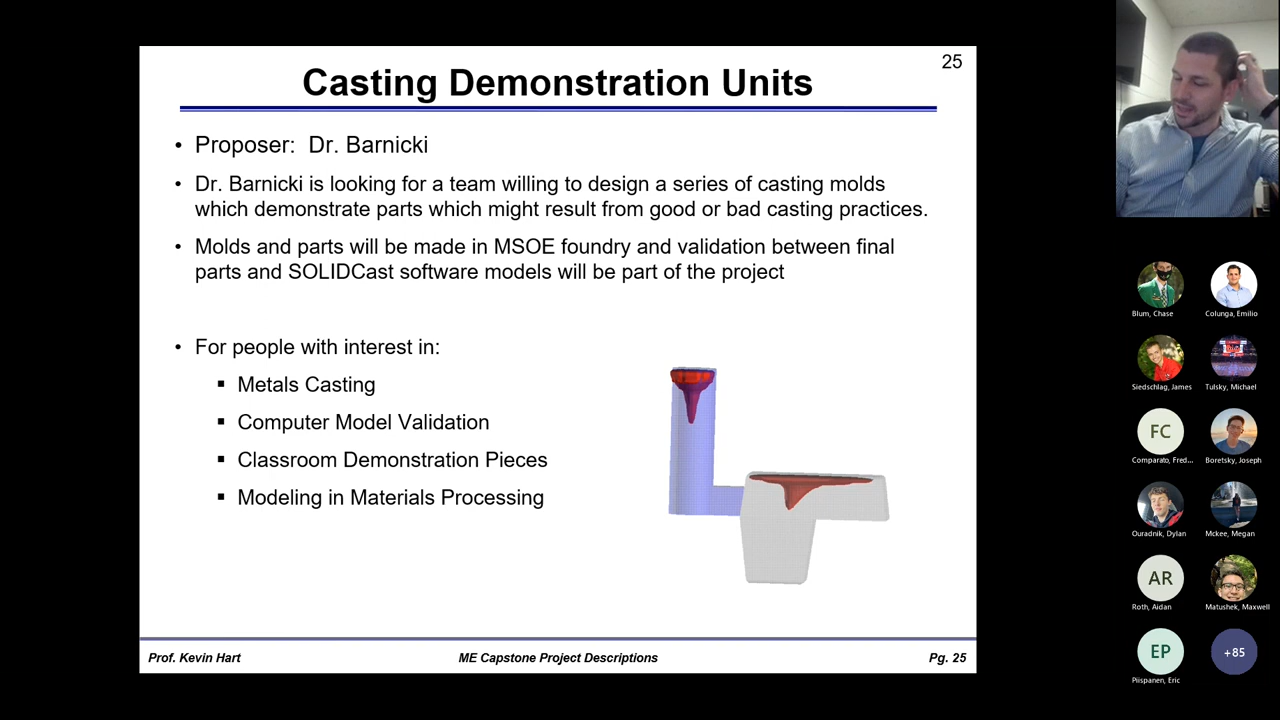 25
Casting Demonstration Units
• Proposer: Dr. Barnicki
• Dr. Barnicki is looking for a team willing to design a series of casting molds
which demonstrate parts which might result from good or bad casting practices.
• Molds and parts will be made in MSOE foundry and validation between final
parts and SOLIDCast software models will be part of the project
• For people with interest in:
▪ Metals Casting
▪ Computer Model Validation
▪ Classroom Demonstration Pieces
▪ Modeling in Materials Processing
Prof. Kevin Hart
ME Capstone Project Descriptions
Pg. 25
Blum, Chase
Colunga, Emilio
Siedschlag, James
Tulsky, Michael
FC
Comparato, Fred...
Boretsky, Joseph
Ouradnik, Dylan
Mckee, Megan
AR
Roth, Aidan
Matushek, Maxwell
EP
Piispanen, Eric
+85